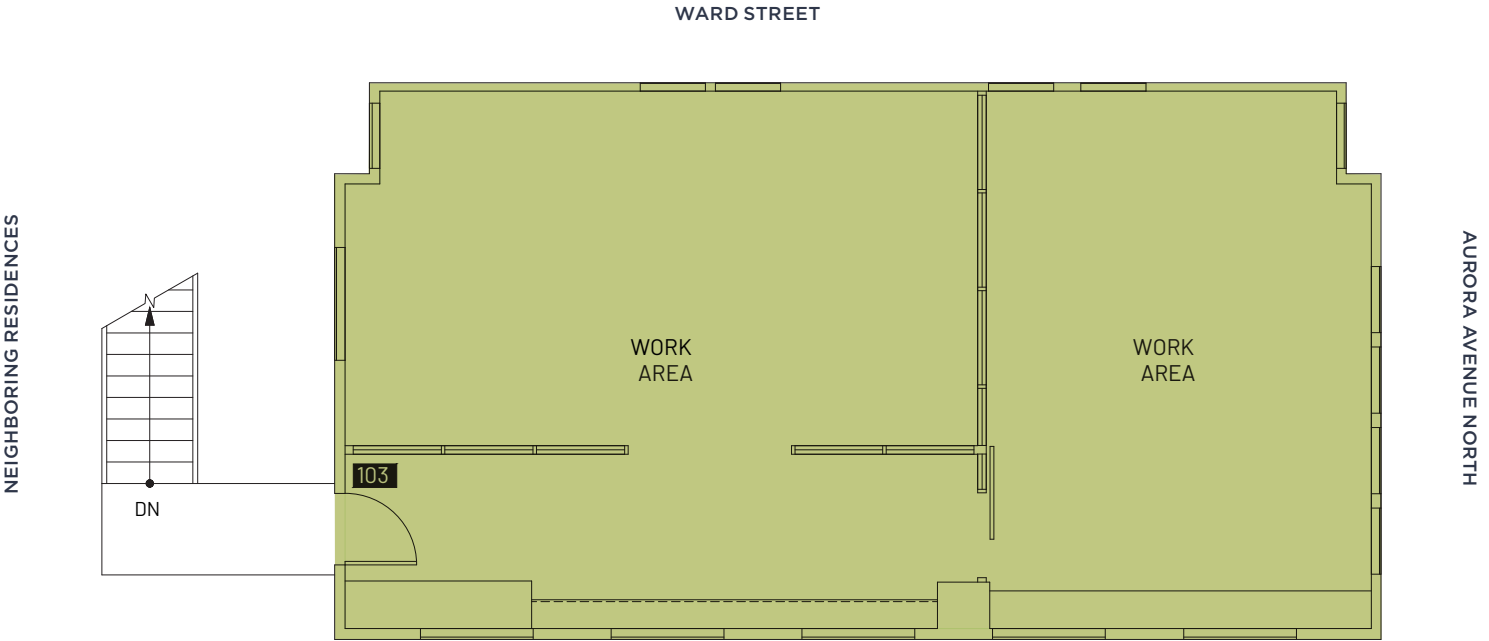 WARD STREET
NEIGHBORING RESIDENCES
WORK
AREA
WORK
AREA
AURORA AVENUE NORTH
103
DN